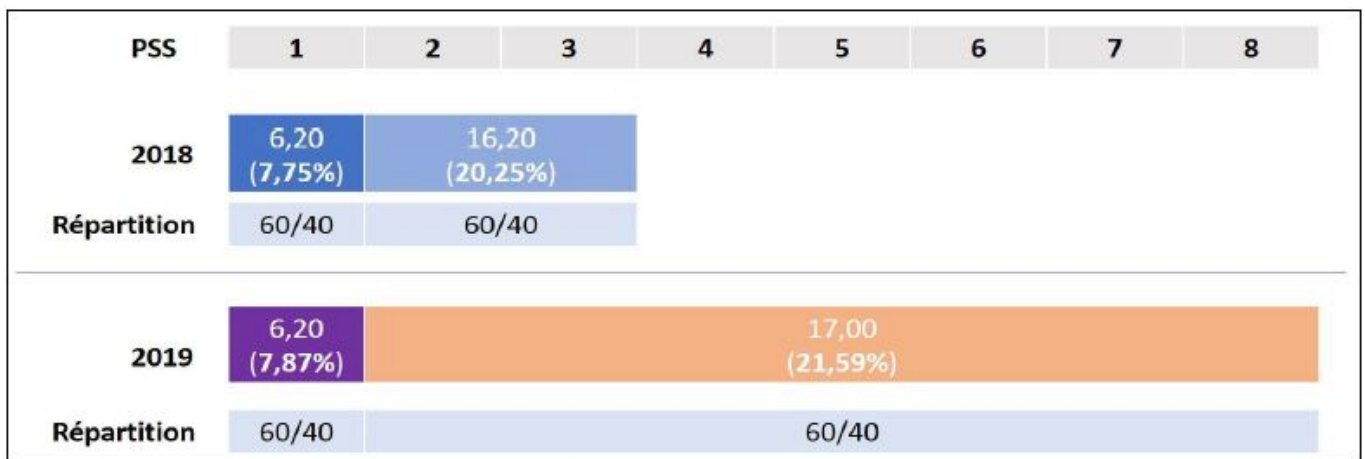 PSS 1 2 3 4 5 6 7 8
2018 6,20 16,20
(7,75%) (20,25%)
Répartition 60/40 60/40
2019 6,20 17,00
(7,87%) (21,59%)
Répartition 60/40 60/40